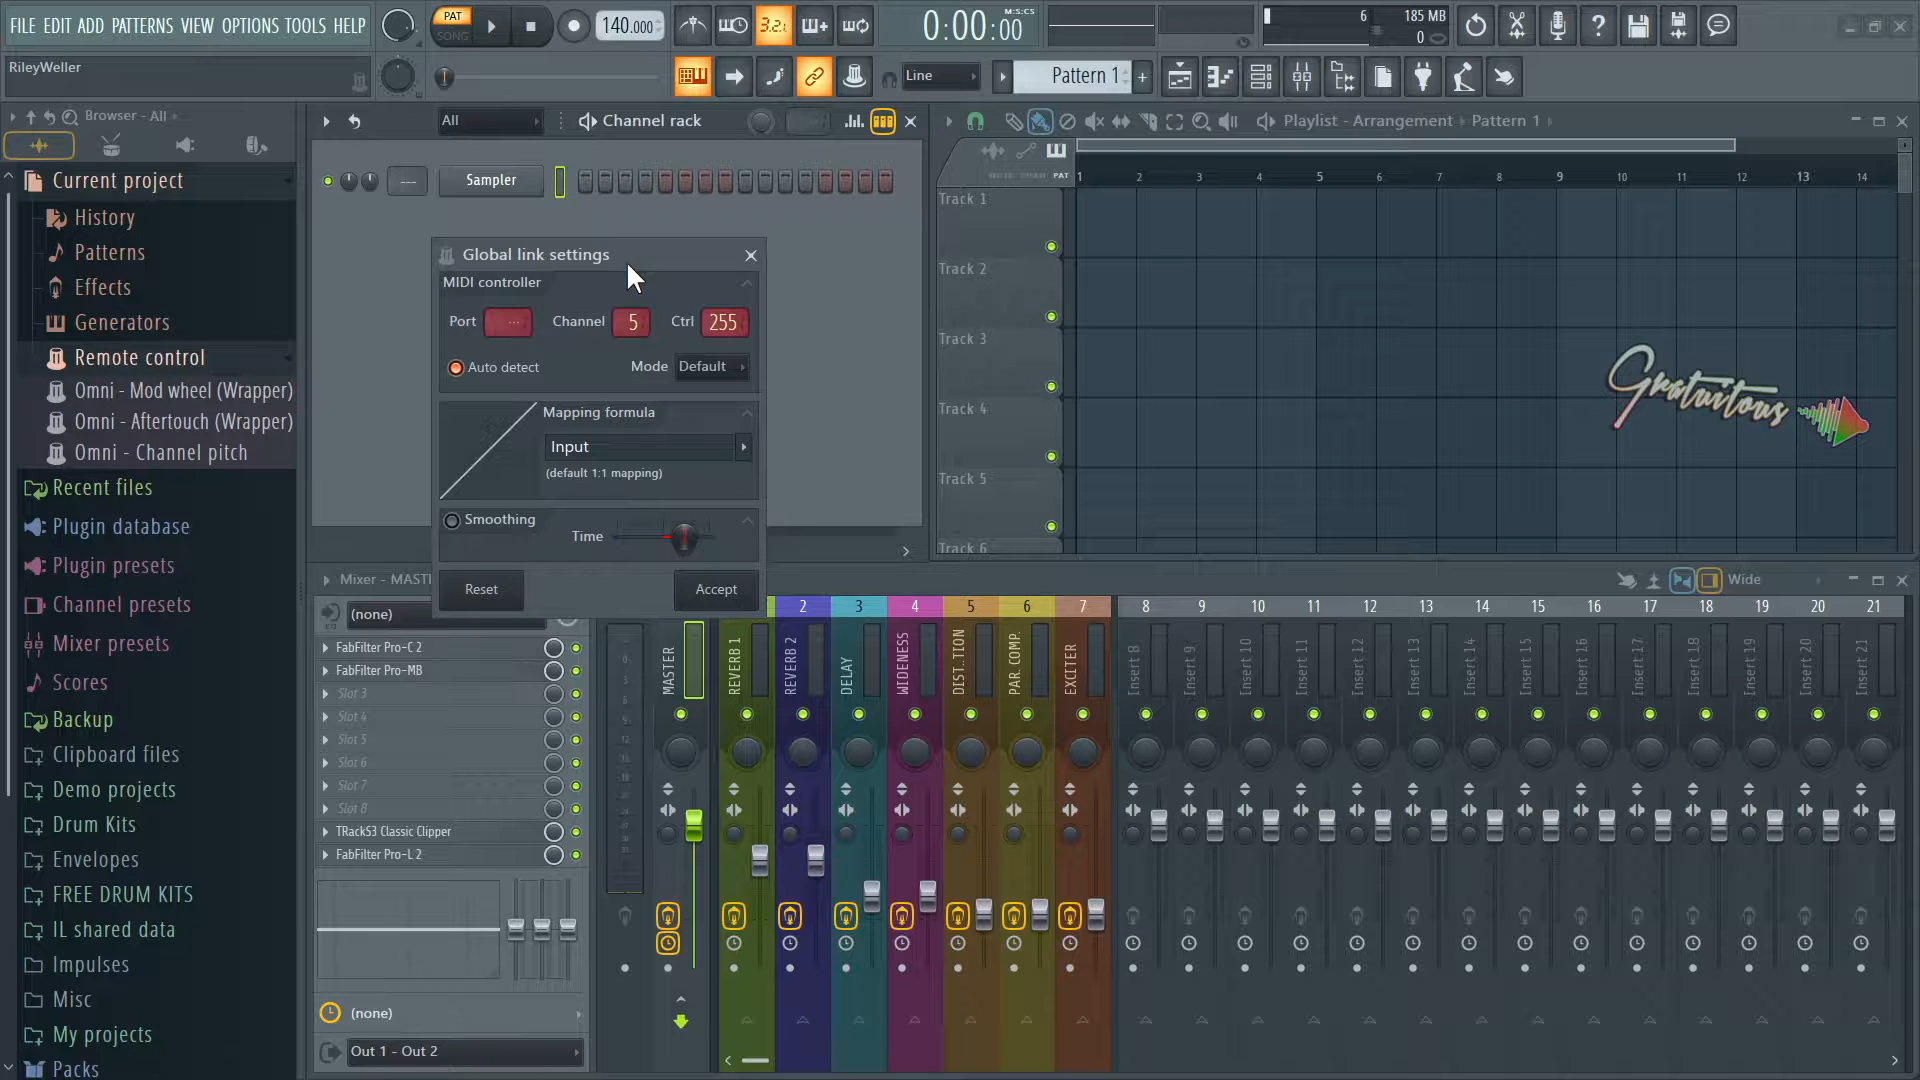 FILE EDIT ADD PATTERNS VIEW OPTIONS TOOLS HELP
PAT
SONG
140.000
3.2.
0:00:00
M:S:CS
6
185 MB
0
RileyWeller
Line
Pattern 1
+
Browser - All
All
Channel rack
Playlist - Arrangement
Pattern 1
Current project
History
Patterns
Effects
Generators
Remote control
Omni - Mod wheel (Wrapper)
Omni - Aftertouch (Wrapper)
Omni - Channel pitch
Recent files
Plugin database
Plugin presets
Channel presets
Mixer presets
Scores
Backup
Clipboard files
Demo projects
Drum Kits
Envelopes
FREE DRUM KITS
IL shared data
Impulses
Misc
My projects
Packs
---
Sampler
Global link settings
MIDI controller
Port
---
Channel
5
Ctrl
255
Auto detect
Mode
Default
Mapping formula
Input
(default 1:1 mapping)
Smoothing
Time
Reset
Accept
PAT
1 2 3 4 5 6 7 8 9 10 11 12 13 14
Track 1
Track 2
Track 3
Track 4
Track 5
Track 6
Gratuitous
Mixer - MAST
Wide
(none)
FabFilter Pro-C 2
FabFilter Pro-MB
Slot 3
Slot 4
Slot 5
Slot 6
Slot 7
Slot 8
TRackS3 Classic Clipper
FabFilter Pro-L 2
(none)
Out 1 - Out 2
2 3 4 5 6 7 8 9 10 11 12 13 14 15 16 17 18 19 20 21
MASTER
REVERB 1
REVERB 2
DELAY
WIDENESS
DIST..TION
PAR. COMP.
EXCITER
Insert 8
Insert 9
Insert 10
Insert 11
Insert 12
Insert 13
Insert 14
Insert 15
Insert 16
Insert 17
Insert 18
Insert 19
Insert 20
Insert 21